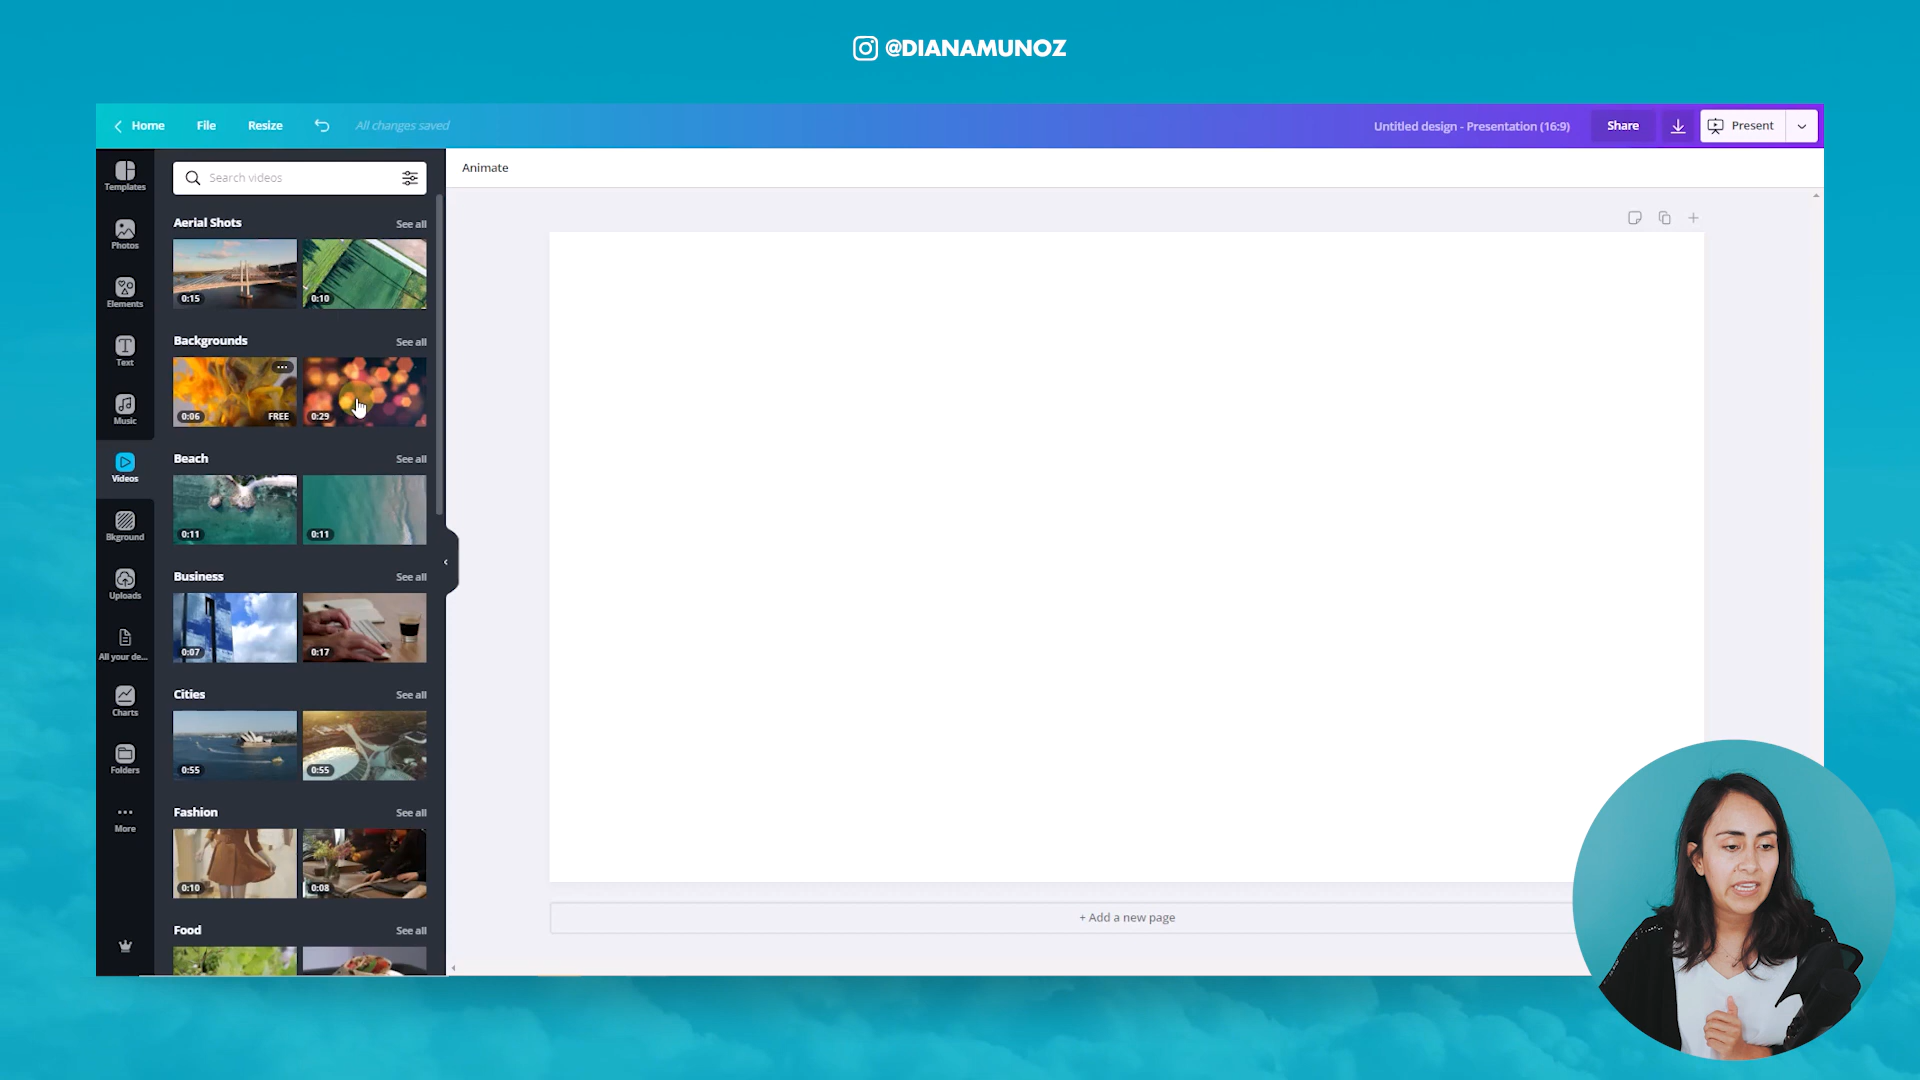 @DIANAMUNOZ
Home File Resize All changes saved Untitled design - Presentation (16:9) Share Present
Templates
Photos
Elements
Text
Music
Videos
Bkground
Uploads
All your de...
Charts
Folders
More
Search videos
Aerial Shots See all
0:15 0:10
Backgrounds See all
0:06 FREE 0:29
Beach See all
0:11 0:11
Business See all
0:07 0:17
Cities See all
0:55 0:55
Fashion See all
0:10 0:08
Food See all
Animate
+ Add a new page